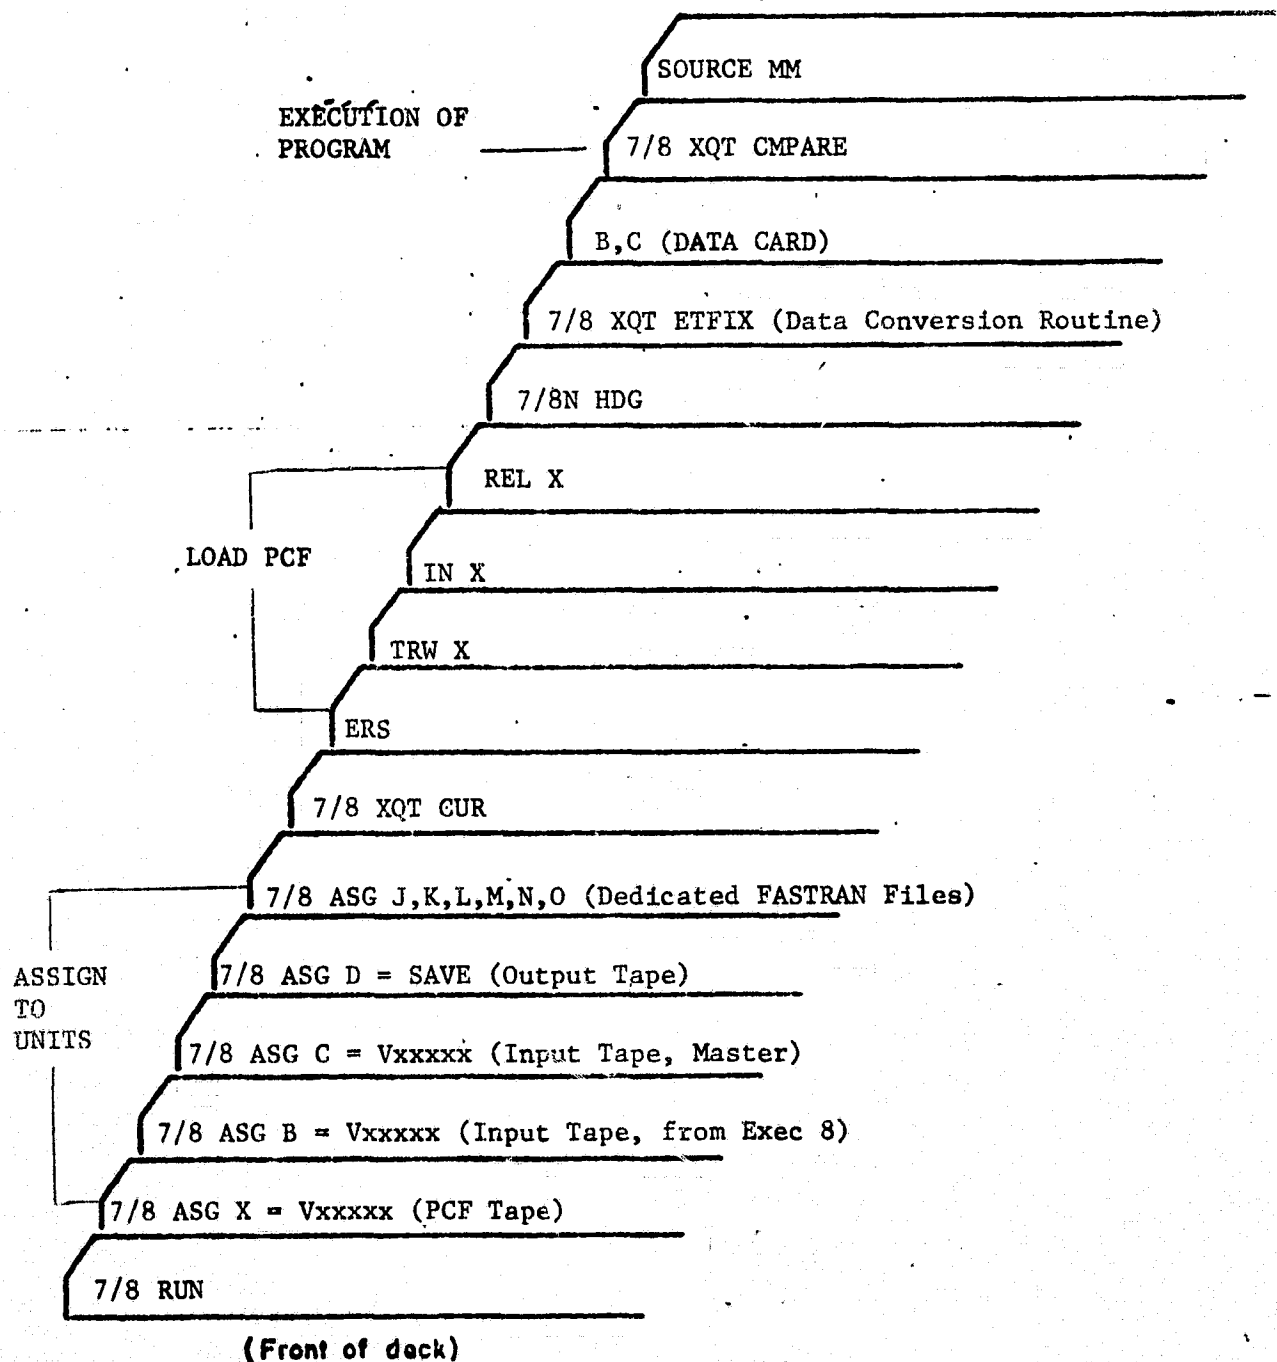 SOURCE MM
EXECUTION OF
PROGRAM
7/8 XQT CMPARE
B,C (DATA CARD)
7/8 XQT ETFIX (Data Conversion Routine)
7/8N HDG
REL X
LOAD PCF
IN X
TRW X
ERS
7/8 XQT CUR
7/8 ASG J,K,L,M,N,O (Dedicated FASTRAN Files)
ASSIGN
TO
UNITS
7/8 ASG D = SAVE (Output Tape)
7/8 ASG C = Vxxxxx (Input Tape, Master)
7/8 ASG B = Vxxxxx (Input Tape, from Exec 8)
7/8 ASG X = Vxxxxx (PCF Tape)
7/8 RUN
(Front of deck)